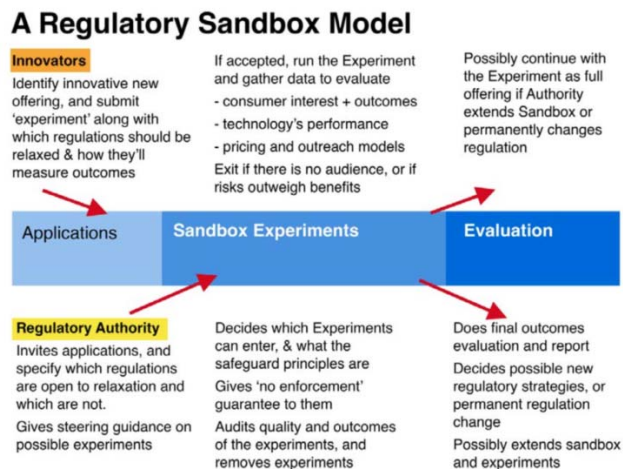 A Regulatory Sandbox Model
Innovators
Identify innovative new
offering, and submit
‘experiment’ along with
which regulations should be
relaxed & how they’ll
measure outcomes
If accepted, run the Experiment
and gather data to evaluate
- consumer interest + outcomes
- technology’s performance
- pricing and outreach models
Exit if there is no audience, or if
risks outweigh benefits
Possibly continue with
the Experiment as full
offering if Authority
extends Sandbox or
permanently changes
regulation
Applications
Sandbox Experiments
Evaluation
Regulatory Authority
Invites applications, and
specify which regulations
are open to relaxation and
which are not.
Gives steering guidance on
possible experiments
Decides which Experiments
can enter, & what the
safeguard principles are
Gives ‘no enforcement’
guarantee to them
Audits quality and outcomes
of the experiments, and
removes experiments
Does final outcomes
evaluation and report
Decides possible new
regulatory strategies, or
permanent regulation
change
Possibly extends sandbox
and experiments